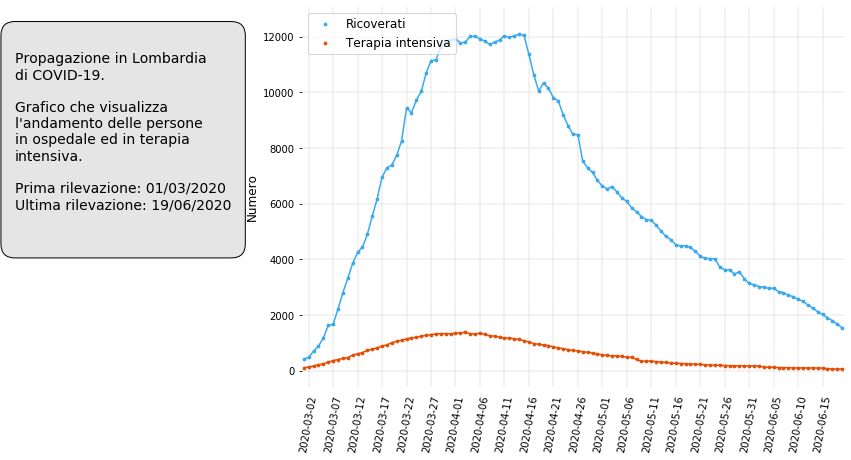 Propagazione in Lombardia
di COVID-19.
Grafico che visualizza
l'andamento delle persone
in ospedale ed in terapia
intensiva.
Prima rilevazione: 01/03/2020
Ultima rilevazione: 19/06/2020
Ricoverati
Terapia intensiva
Numero
12000
10000
8000
6000
4000
2000
0
2020-03-02
2020-03-07
2020-03-12
2020-03-17
2020-03-22
2020-03-27
2020-04-01
2020-04-06
2020-04-11
2020-04-16
2020-04-21
2020-04-26
2020-05-01
2020-05-06
2020-05-11
2020-05-16
2020-05-21
2020-05-26
2020-05-31
2020-06-05
2020-06-10
2020-06-15